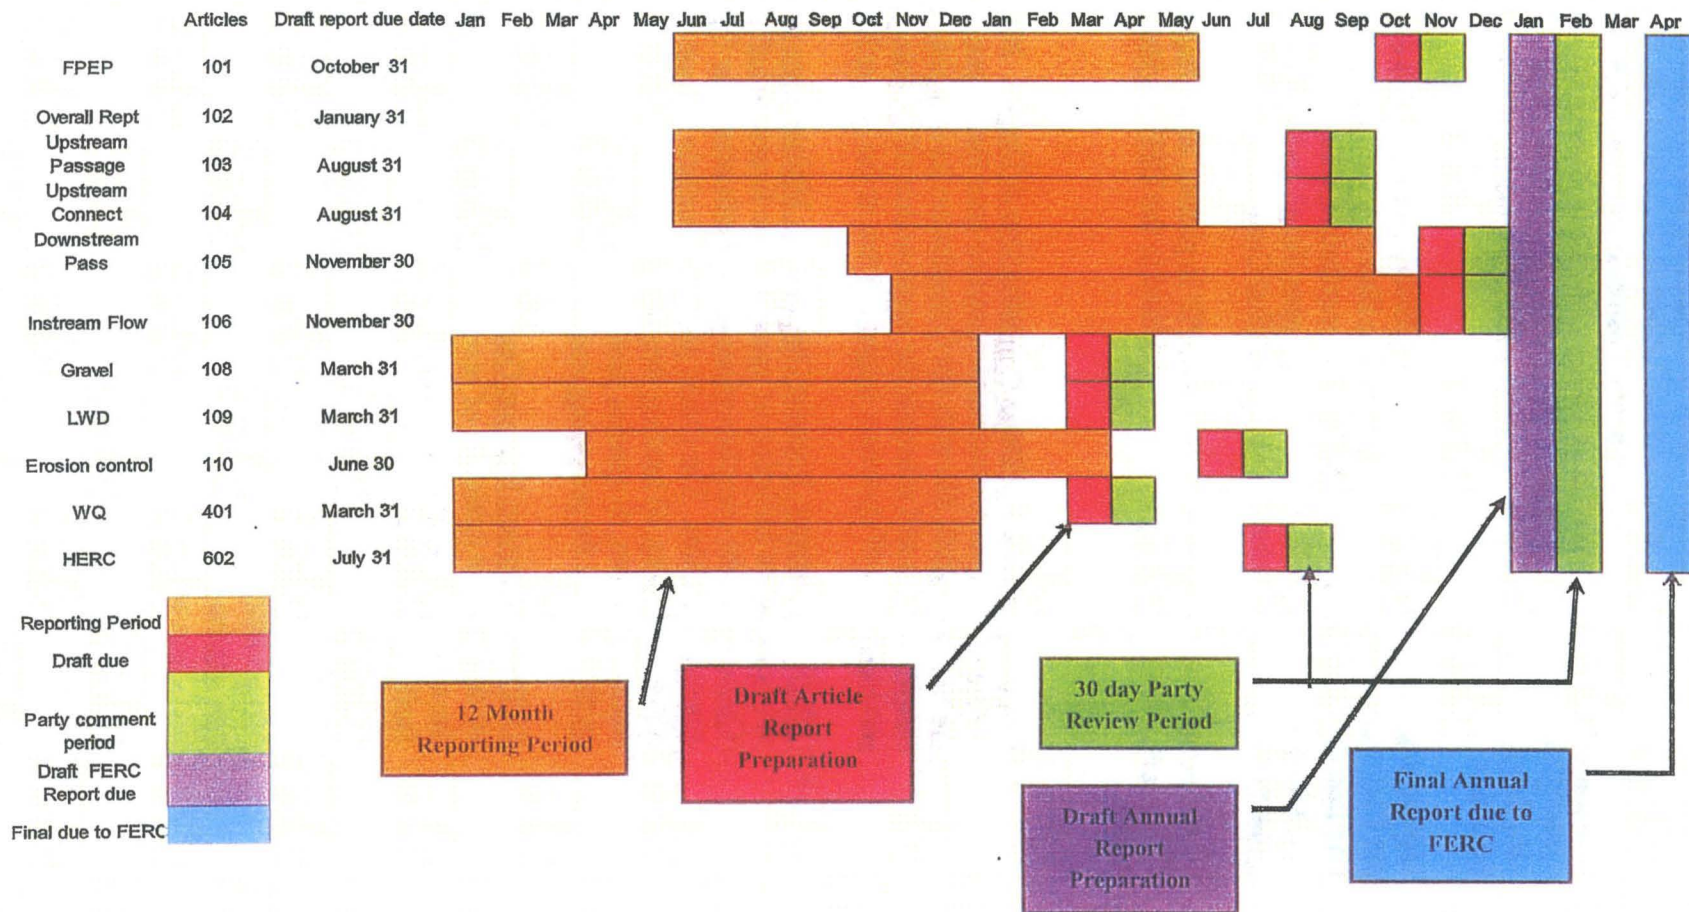 Articles Draft report due date Jan Feb Mar Apr May Jun Jul Aug Sep Oct Nov Dec Jan Feb Mar Apr May Jun Jul Aug Sep Oct Nov Dec Jan Feb Mar Apr
FPEP 101 October 31
Overall Rept 102 January 31
Upstream
Passage 103 August 31
Upstream
Connect 104 August 31
Downstream
Pass 105 November 30
Instream Flow 106 November 30
Gravel 108 March 31
LWD 109 March 31
Erosion control 110 June 30
WQ 401 March 31
HERC 602 July 31
Reporting Period
Draft due
Party comment
period
Draft FERC
Report due
Final due to FERC
12 Month
Reporting Period
Draft Article
Report
Preparation
30 day Party
Review Period
Draft Annual
Report
Preparation
Final Annual
Report due to
FERC